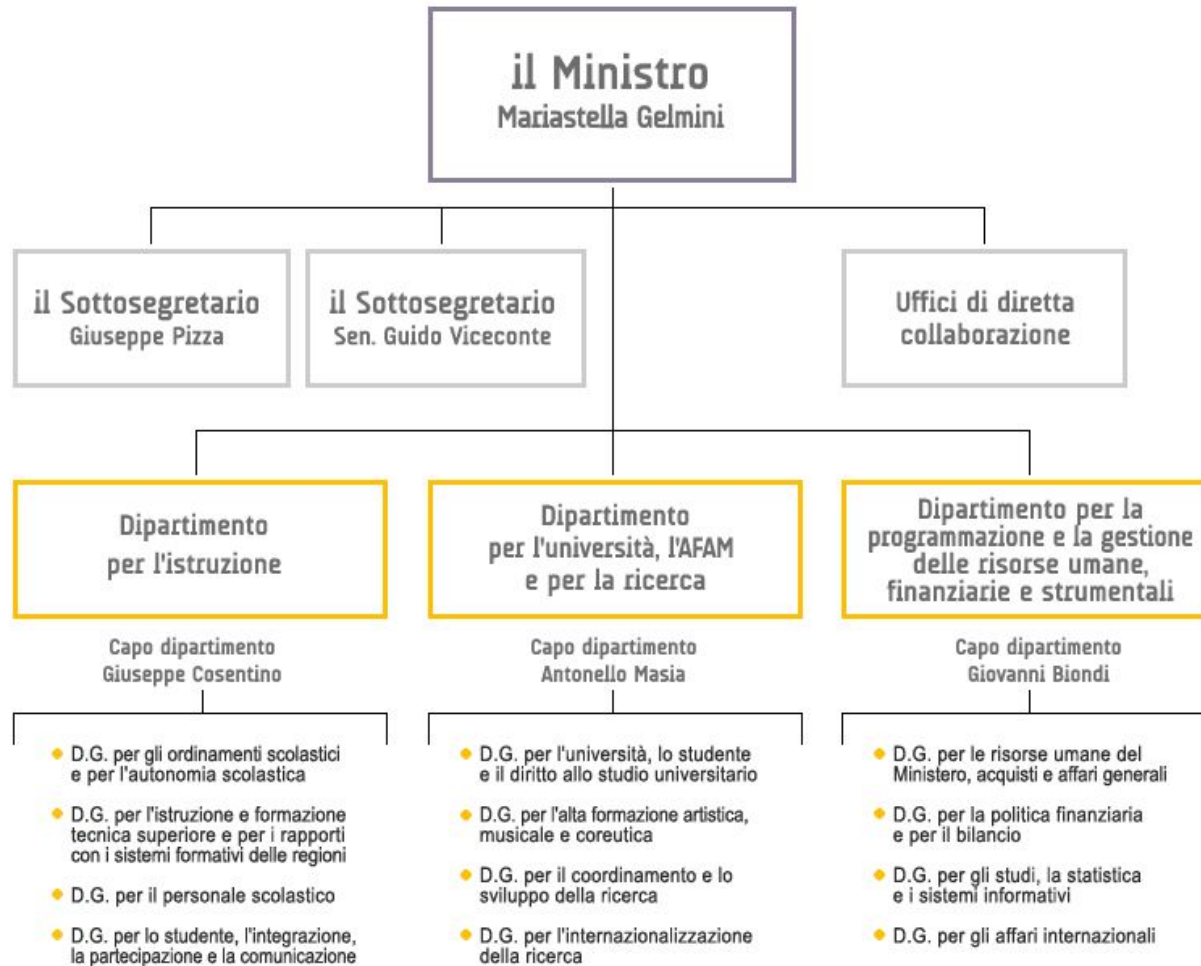 il Ministro
Mariastella Gelmini
il Sottosegretario
Giuseppe Pizza
il Sottosegretario
Sen. Guido Viceconte
Uffici di diretta
collaborazione
Dipartimento
per l'istruzione
Capo dipartimento
Giuseppe Cosentino
D.G. per gli ordinamenti scolastici
e per l'autonomia scolastica
D.G. per l'istruzione e formazione
tecnica superiore e per i rapporti
con i sistemi formativi delle regioni
D.G. per il personale scolastico
D.G. per lo studente, l'integrazione,
la partecipazione e la comunicazione
Dipartimento
per l'università, l'AFAM
e per la ricerca
Capo dipartimento
Antonello Masia
D.G. per l'università, lo studente
e il diritto allo studio universitario
D.G. per l'alta formazione artistica,
musicale e coreutica
D.G. per il coordinamento e lo
sviluppo della ricerca
D.G. per l'internazionalizzazione
della ricerca
Dipartimento per la
programmazione e la gestione
delle risorse umane,
finanziarie e strumentali
Capo dipartimento
Giovanni Biondi
D.G. per le risorse umane del
Ministero, acquisti e affari generali
D.G. per la politica finanziaria
e per il bilancio
D.G. per gli studi, la statistica
e i sistemi informativi
D.G. per gli affari internazionali